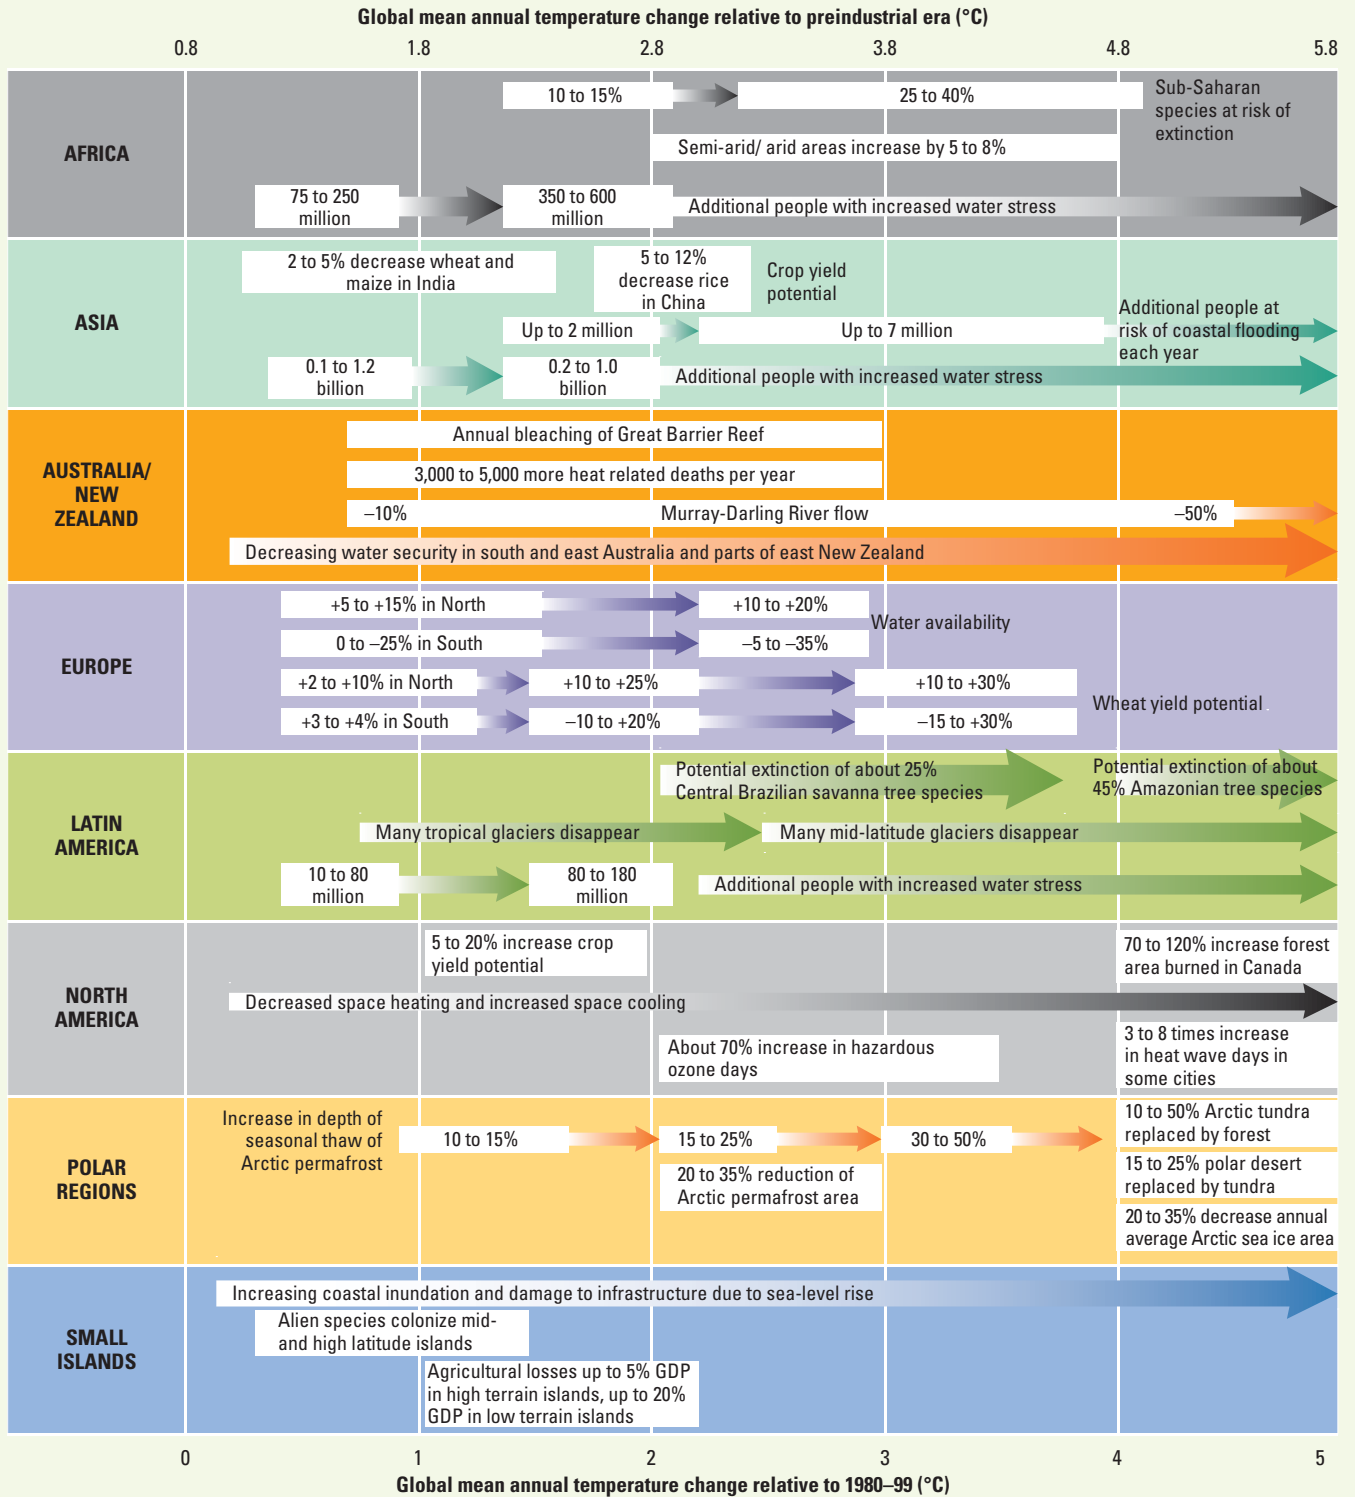 Global mean annual temperature change relative to preindustrial era (°C)
0.8 1.8 2.8 3.8 4.8 5.8
AFRICA
10 to 15%
25 to 40%
Sub-Saharan
species at risk of
extinction
Semi-arid/ arid areas increase by 5 to 8%
75 to 250
million
350 to 600
million
Additional people with increased water stress
ASIA
2 to 5% decrease wheat and
maize in India
5 to 12%
decrease rice
in China
Crop yield
potential
Up to 2 million
Up to 7 million
Additional people at
risk of coastal flooding
each year
0.1 to 1.2
billion
0.2 to 1.0
billion
Additional people with increased water stress
AUSTRALIA/
NEW
ZEALAND
Annual bleaching of Great Barrier Reef
3,000 to 5,000 more heat related deaths per year
–10% Murray-Darling River flow –50%
Decreasing water security in south and east Australia and parts of east New Zealand
EUROPE
+5 to +15% in North
+10 to +20%
Water availability
0 to –25% in South
–5 to –35%
+2 to +10% in North
+10 to +25%
+10 to +30%
Wheat yield potential
+3 to +4% in South
–10 to +20%
–15 to +30%
LATIN
AMERICA
Potential extinction of about 25%
Central Brazilian savanna tree species
Potential extinction of about
45% Amazonian tree species
Many tropical glaciers disappear
Many mid-latitude glaciers disappear
10 to 80
million
80 to 180
million
Additional people with increased water stress
NORTH
AMERICA
5 to 20% increase crop
yield potential
70 to 120% increase forest
area burned in Canada
Decreased space heating and increased space cooling
About 70% increase in hazardous
ozone days
3 to 8 times increase
in heat wave days in
some cities
POLAR
REGIONS
Increase in depth of
seasonal thaw of
Arctic permafrost
10 to 15%
15 to 25%
30 to 50%
10 to 50% Arctic tundra
replaced by forest
20 to 35% reduction of
Arctic permafrost area
15 to 25% polar desert
replaced by tundra
20 to 35% decrease annual
average Arctic sea ice area
SMALL
ISLANDS
Increasing coastal inundation and damage to infrastructure due to sea-level rise
Alien species colonize mid-
and high latitude islands
Agricultural losses up to 5% GDP
in high terrain islands, up to 20%
GDP in low terrain islands
0 1 2 3 4 5
Global mean annual temperature change relative to 1980–99 (°C)